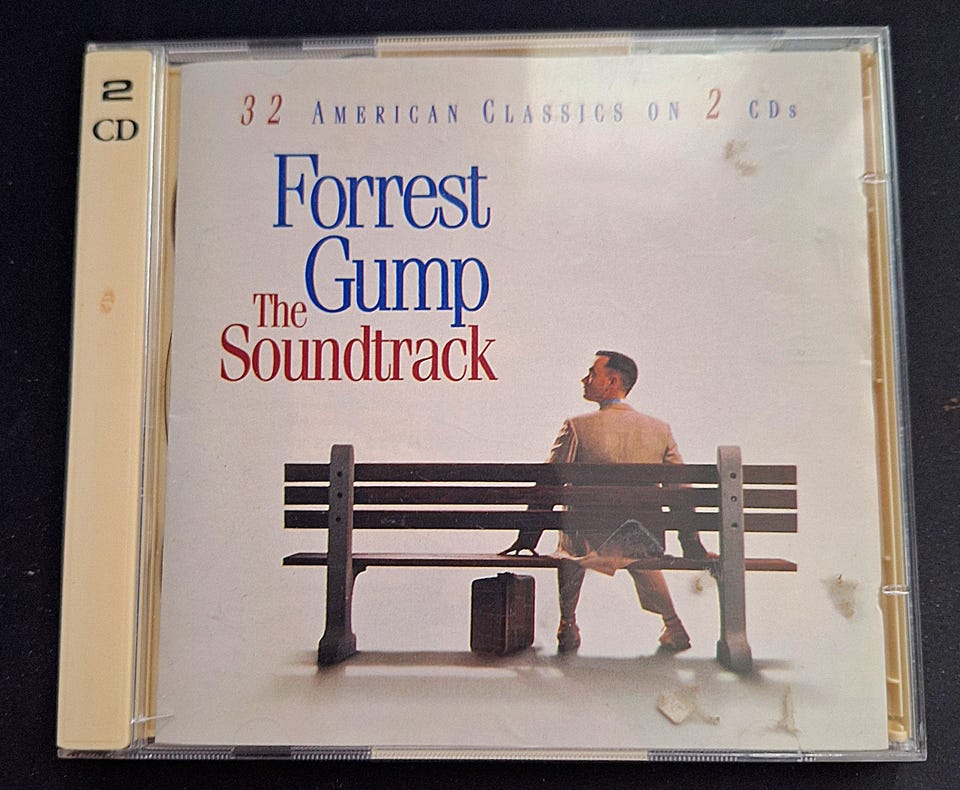 2
CD
32 American Classics on 2 CDs
Forrest
Gump
The
Soundtrack